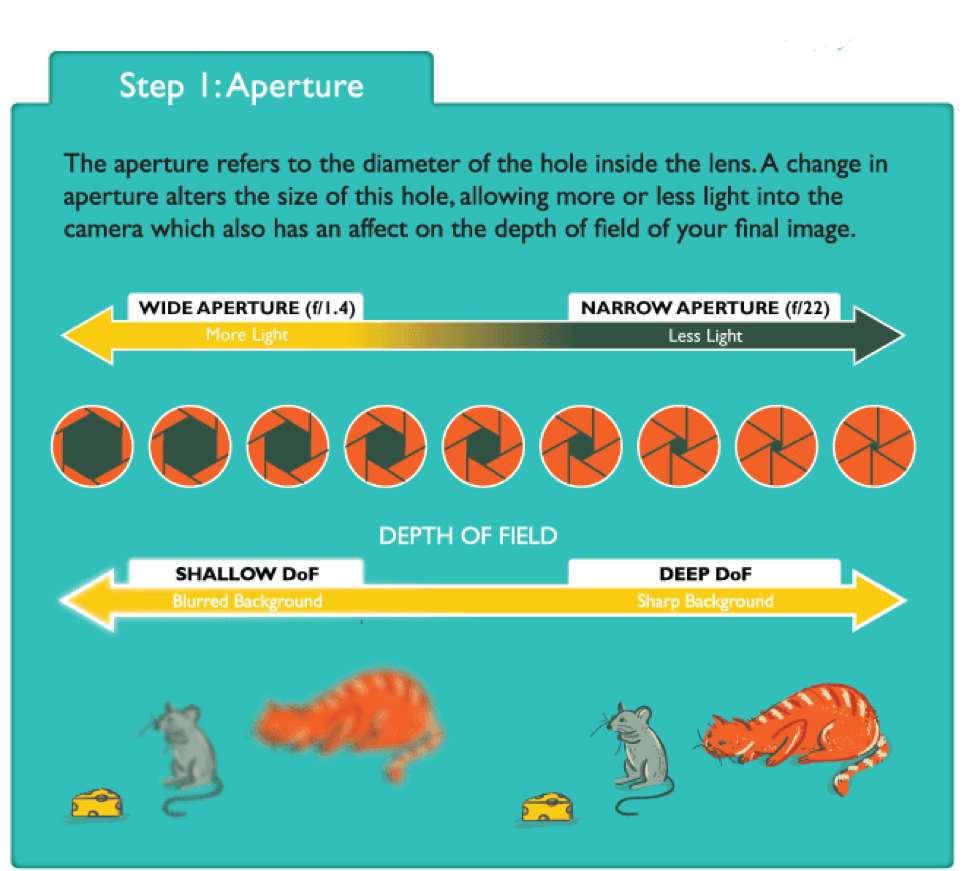 Step 1: Aperture
The aperture refers to the diameter of the hole inside the lens. A change in
aperture alters the size of this hole, allowing more or less light into the
camera which also has an affect on the depth of field of your final image.
WIDE APERTURE (f/1.4)
NARROW APERTURE (f/22)
More Light
Less Light
DEPTH OF FIELD
SHALLOW DoF
DEEP DoF
Blurred Background
Sharp Background